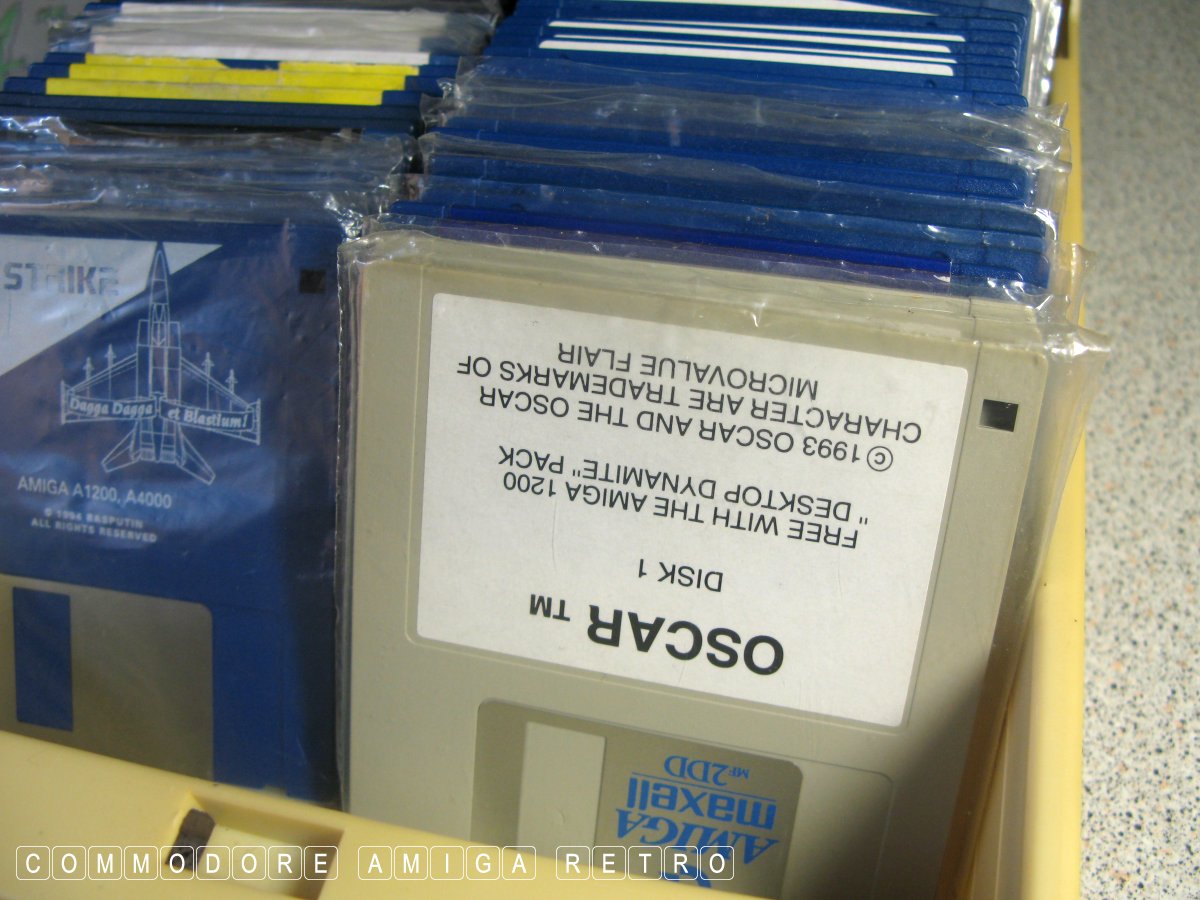 STRIKE
Dagga Dagga et Blastium!
AMIGA A1200, A4000
© 1994 RASPUTIN
ALL RIGHTS RESERVED
OSCAR TM
DISK 1
FREE WITH THE AMIGA 1200
" DESKTOP DYNAMITE" PACK
©1993 OSCAR AND THE OSCAR
CHARACTER ARE TRADEMARKS OF
MICROVALUE FLAIR
AMIGA
maxell
MF2DD
COMMODORE AMIGA RETRO